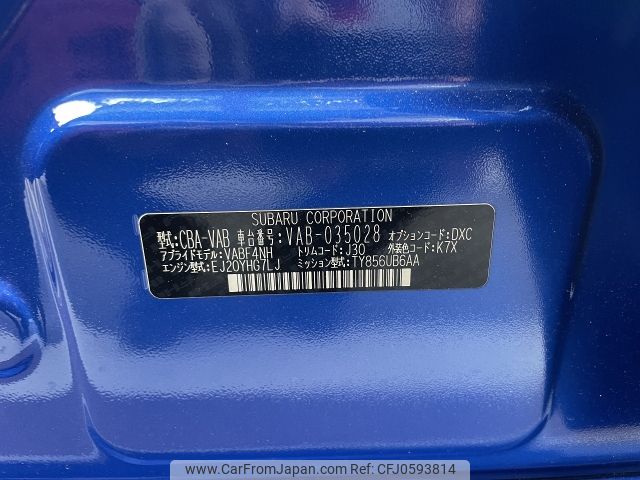 SUBARU CORPORATION
型式:CBA-VAB 車台番号:VAB-035028 オプションコード:DXC
アプライドモデル:VABF4NH トリムコード:J30 外装色コード:K7X
エンジン型式:EJ20YHG7LJ ミッション型式:TY856UB6AA
www.CarFromJapan.com - Photo ID: CFJ0593814